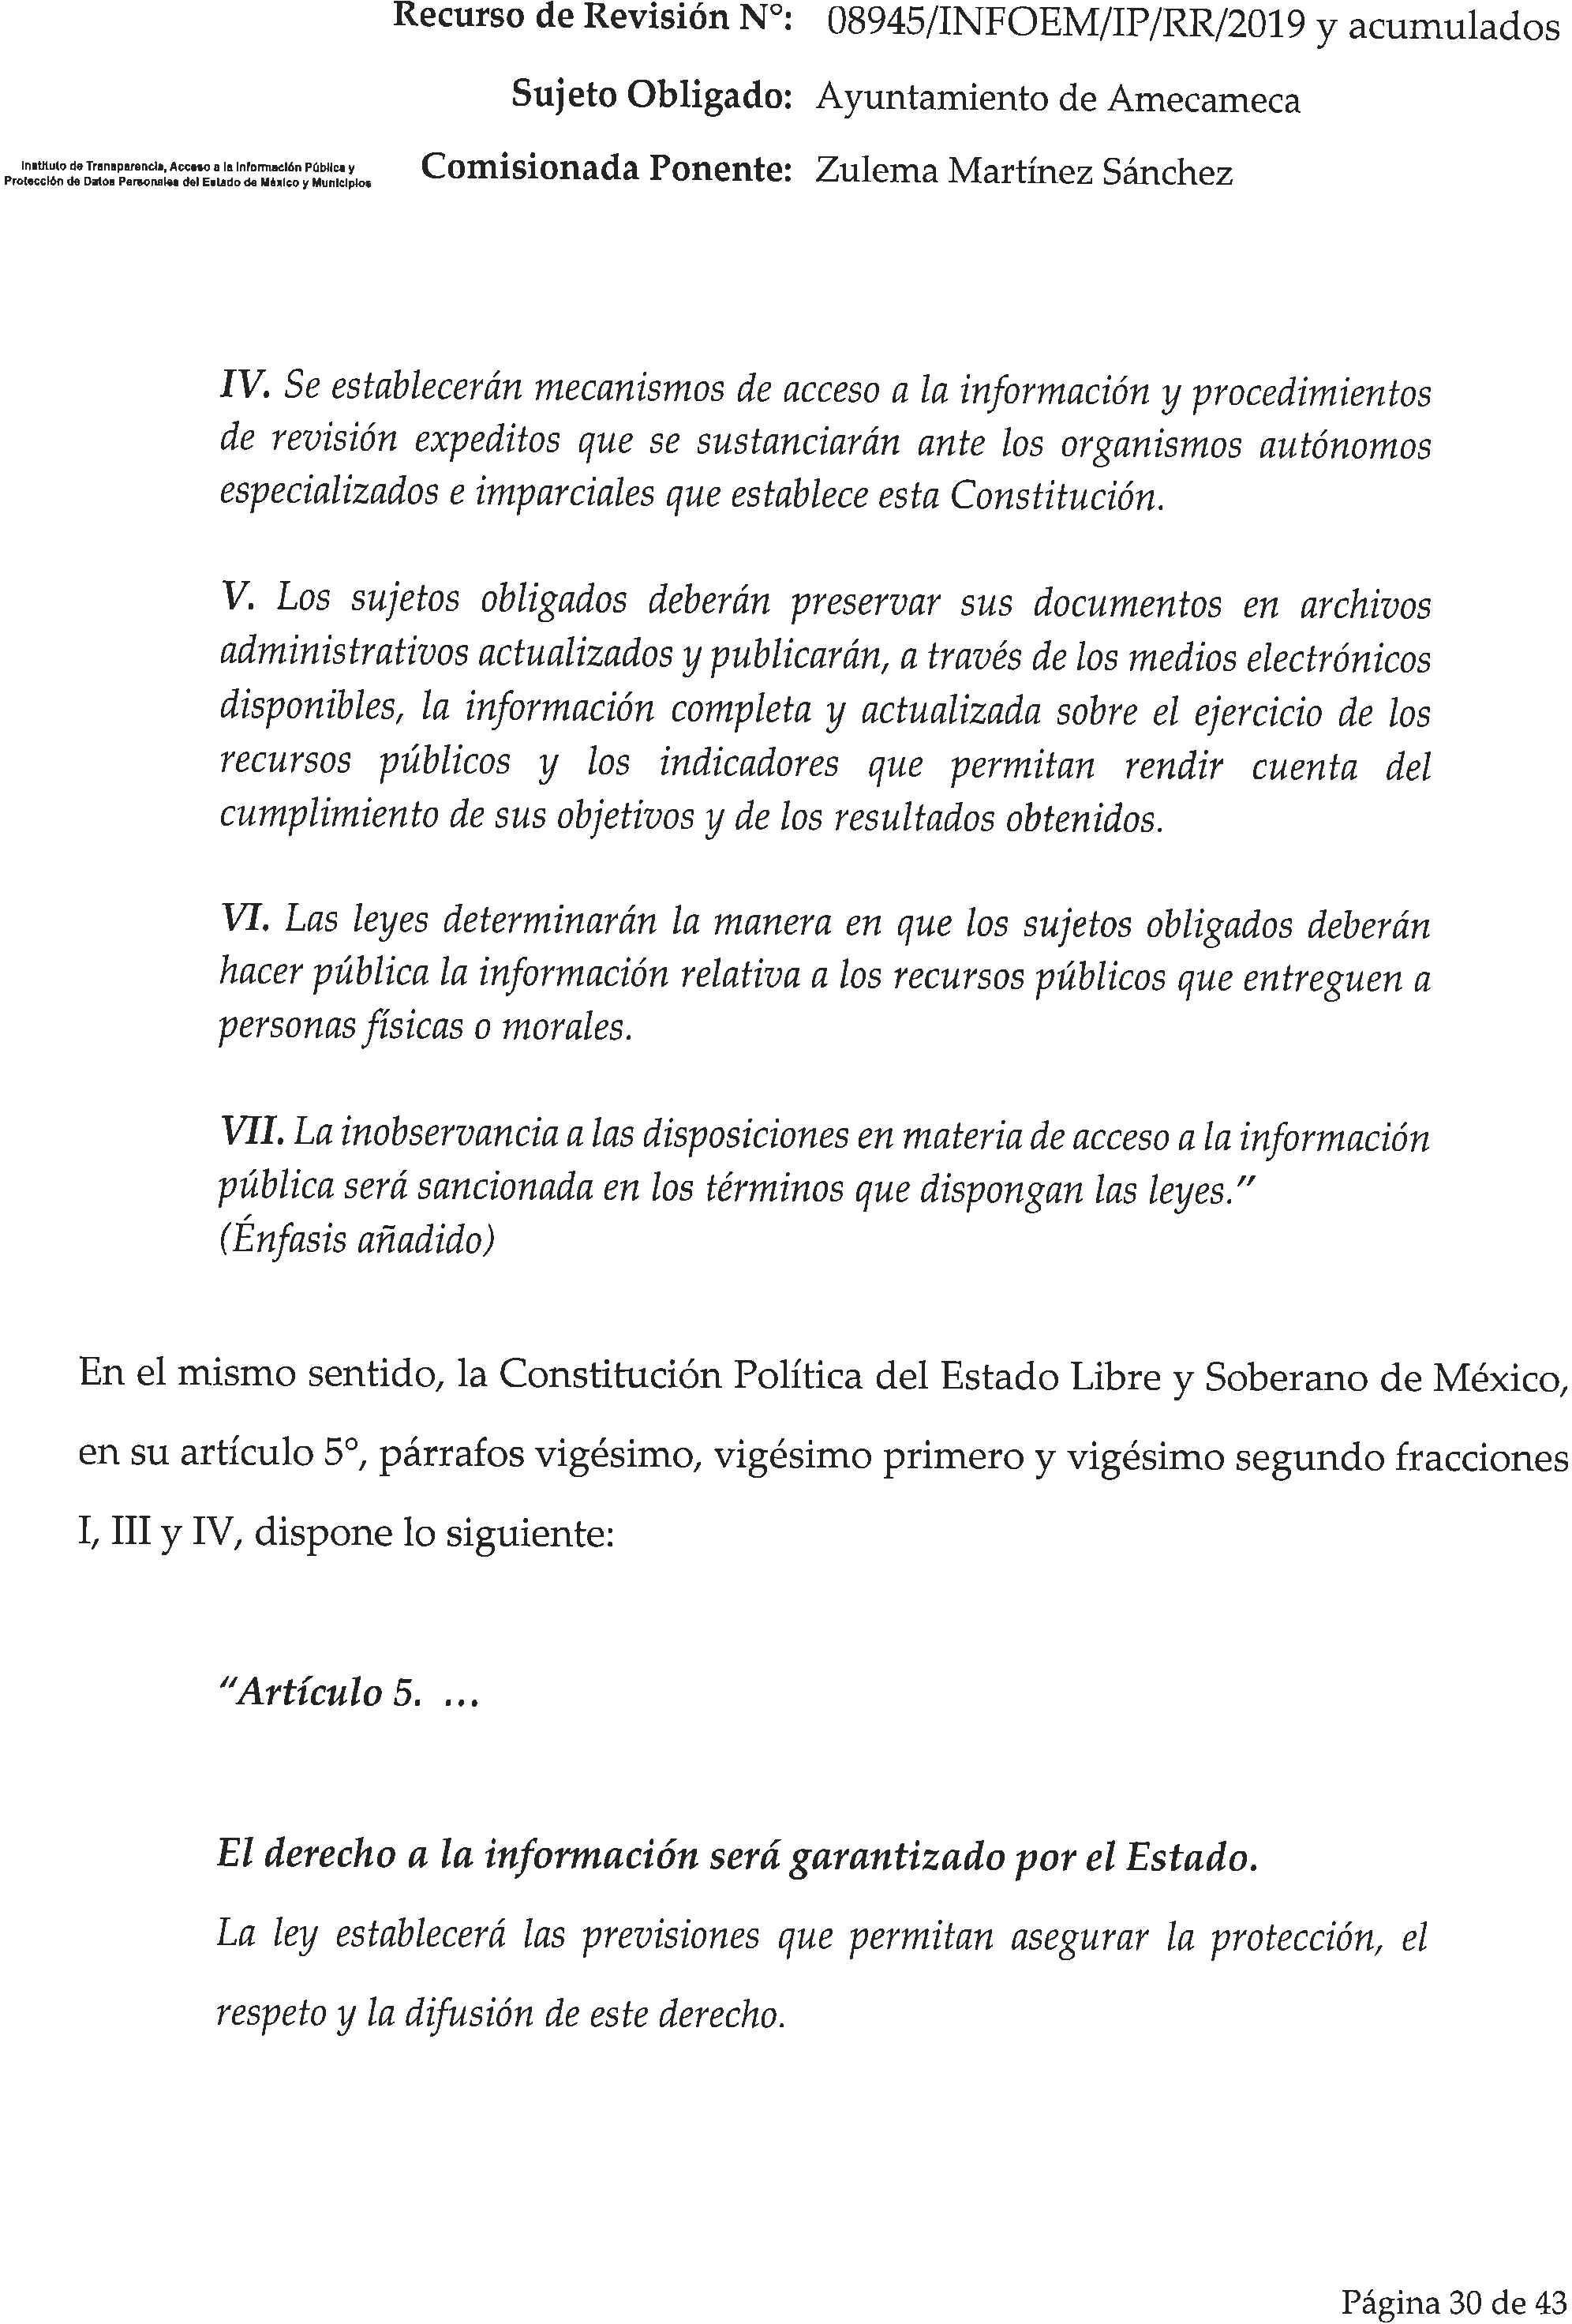 Recurso de Revisión N°: 08945/INFOEM/IP/RR/2019 y acumulados
Sujeto Obligado: Ayuntamiento de Amecameca
Instituto de Transparencia, Acceso a la Información Pública y
Protección de Datos Personales del Estado de México y Municipios
Comisionada Ponente: Zulema Martínez Sánchez
IV. Se establecerán mecanismos de acceso a la información y procedimientos
de revisión expeditos que se sustanciarán ante los organismos autónomos
especializados e imparciales que establece esta Constitución.
V. Los sujetos obligados deberán preservar sus documentos en archivos
administrativos actualizados y publicarán, a través de los medios electrónicos
disponibles, la información completa y actualizada sobre el ejercicio de los
recursos públicos y los indicadores que permitan rendir cuenta del
cumplimiento de sus objetivos y de los resultados obtenidos.
VI. Las leyes determinarán la manera en que los sujetos obligados deberán
hacer pública la información relativa a los recursos públicos que entreguen a
personas físicas o morales.
VII. La inobservancia a las disposiciones en materia de acceso a la información
pública será sancionada en los términos que dispongan las leyes."
(Énfasis añadido)
En el mismo sentido, la Constitución Política del Estado Libre y Soberano de México,
en su artículo 5°, párrafos vigésimo, vigésimo primero y vigésimo segundo fracciones
I, III y IV, dispone lo siguiente:
"Artículo 5. ...
El derecho a la información será garantizado por el Estado.
La ley establecerá las previsiones que permitan asegurar la protección, el
respeto y la difusión de este derecho.
Página 30 de 43